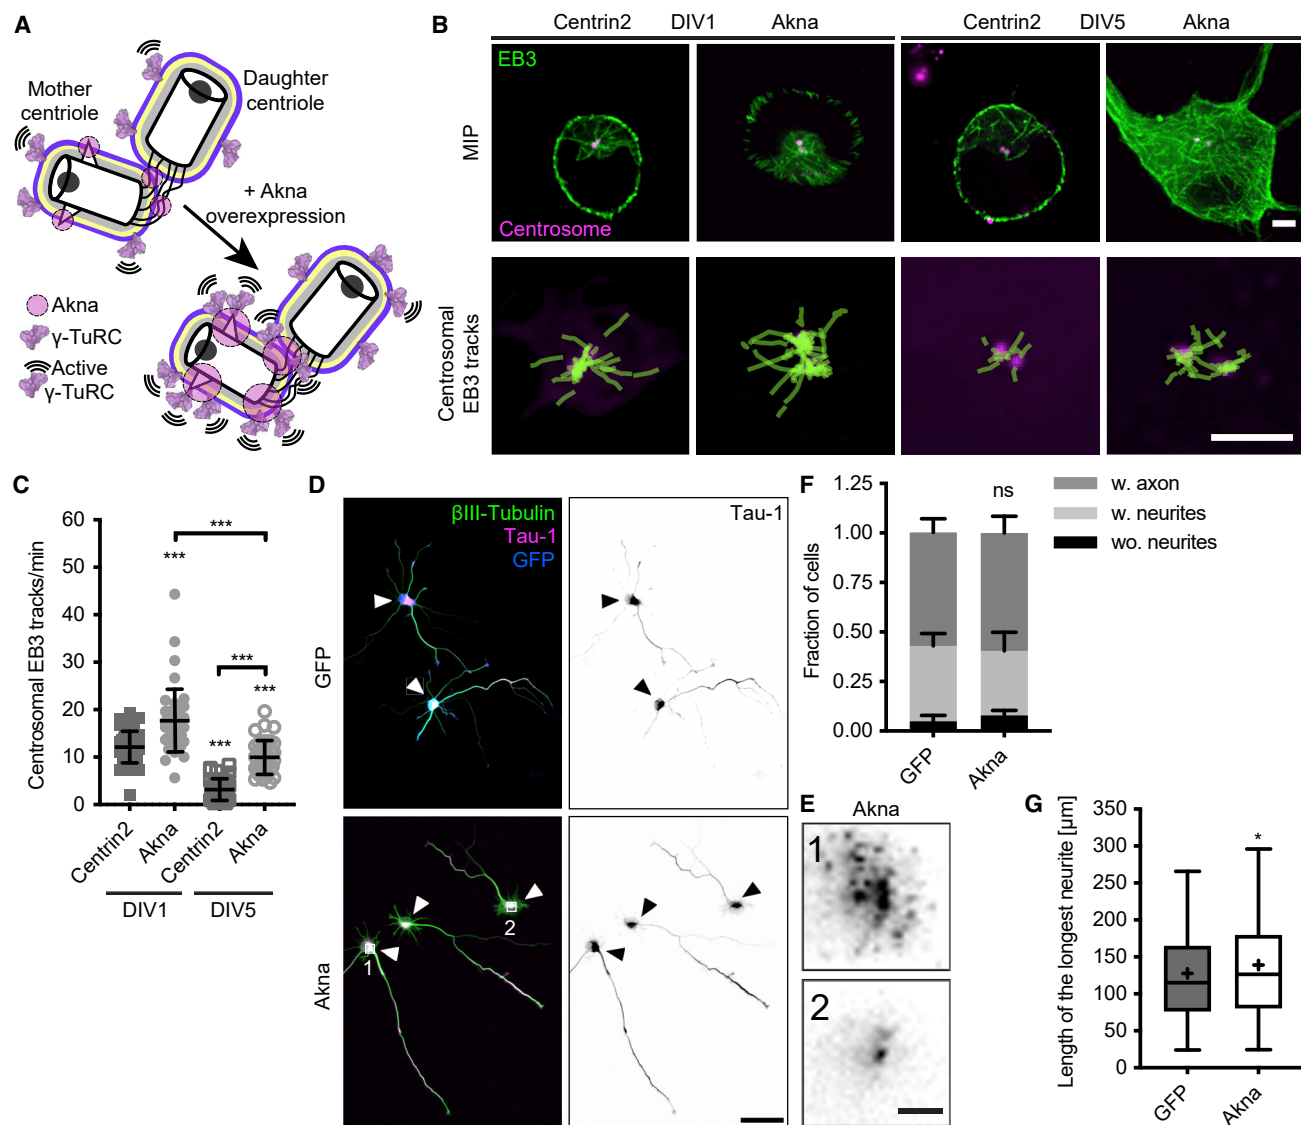 A
Mother
centriole
Daughter
centriole
+ Akna
overexpression
Akna
γ-TuRC
Active
γ-TuRC
B
Centrin2 DIV1 Akna
Centrin2 DIV5 Akna
MIP
EB3
Centrosome
Centrosomal
EB3 tracks
C
Centrosomal EB3 tracks/min
60
50
40
30
20
10
0
***
***
***
***
***
Centrin2
Akna
Centrin2
Akna
DIV1
DIV5
D
GFP
βIII-Tubulin
Tau-1
GFP
Tau-1
Akna
1
2
E
Akna
1
2
F
Fraction of cells
1.25
1.00
0.75
0.50
0.25
0.00
ns
GFP
Akna
w. axon
w. neurites
wo. neurites
G
Length of the longest neurite [µm]
350
300
250
200
150
100
50
0
*
GFP
Akna